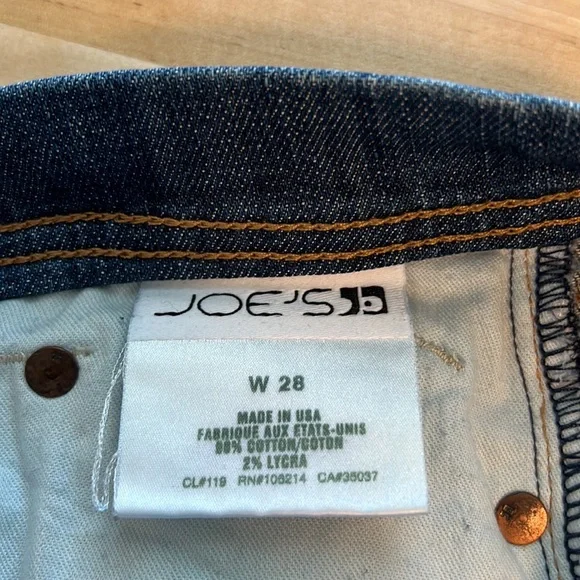 JOE'S
W 28
MADE IN USA
FABRIQUE AUX ETATS-UNIS
98% COTTON/COTON
2% LYCRA
CL#119 RN#106214 CA#35037